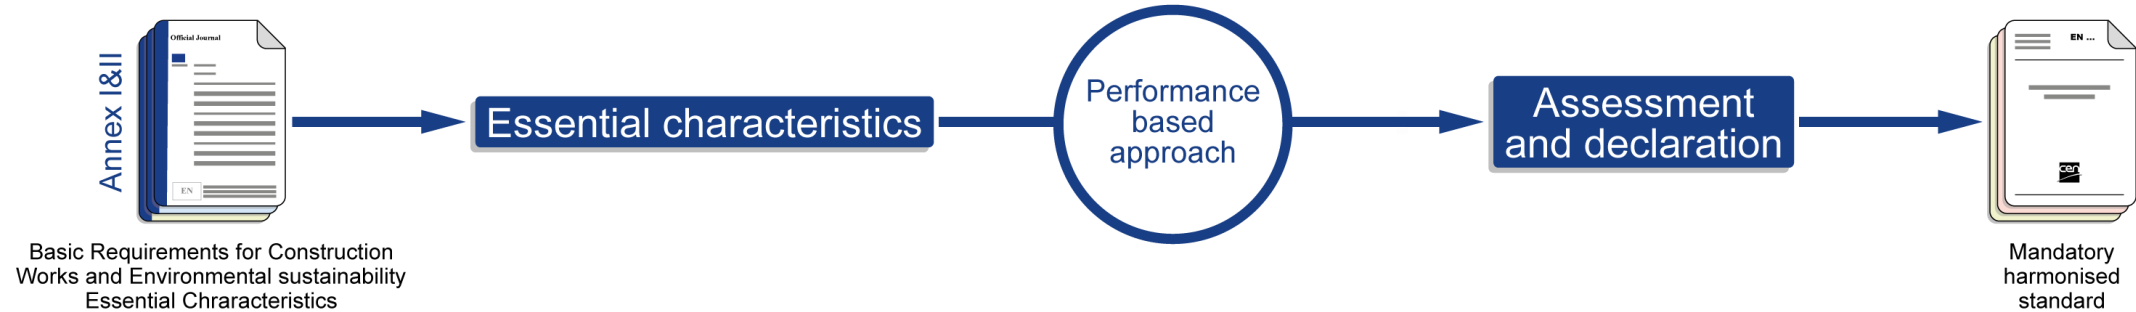 Annex I&II
Official Journal
EN
Basic Requirements for Construction
Works and Environmental sustainability
Essential Chraracteristics
Essential characteristics
Performance
based
approach
Assessment
and declaration
EN ...
cen
Mandatory
harmonised
standard